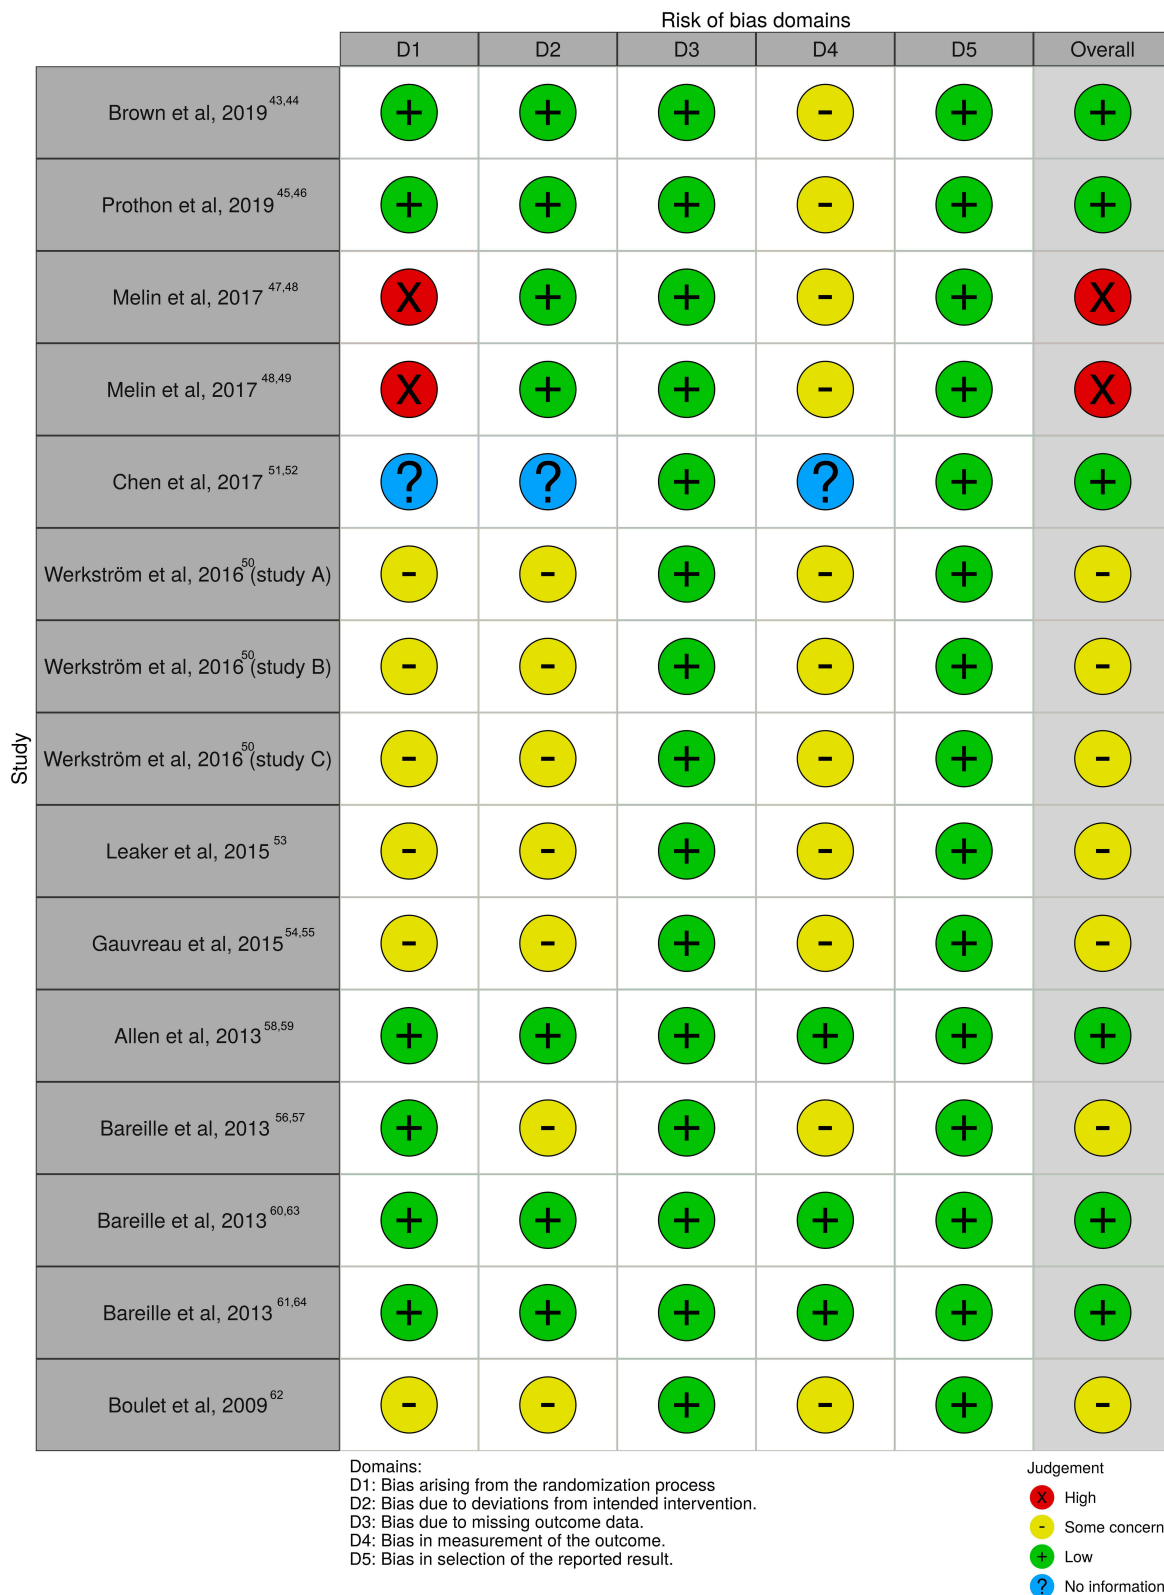 Risk of bias domains
D1 D2 D3 D4 D5 Overall
Study
Brown et al, 2019 43,44 + + + - + +
Prothon et al, 2019 45,46 + + + - + +
Melin et al, 2017 47,48 X + + - + X
Melin et al, 2017 48,49 X + + - + X
Chen et al, 2017 51,52 ? ? + ? + +
Werkström et al, 2016 50 (study A) - - + - + -
Werkström et al, 2016 50 (study B) - - + - + -
Werkström et al, 2016 50 (study C) - - + - + -
Leaker et al, 2015 53 - - + - + -
Gauvreau et al, 2015 54,55 - - + - + -
Allen et al, 2013 58,59 + + + + + +
Bareille et al, 2013 56,57 + - + - + -
Bareille et al, 2013 60,63 + + + + + +
Bareille et al, 2013 61,64 + + + + + +
Boulet et al, 2009 62 - - + - + -
Domains:
D1: Bias arising from the randomization process
D2: Bias due to deviations from intended intervention.
D3: Bias due to missing outcome data.
D4: Bias in measurement of the outcome.
D5: Bias in selection of the reported result.
Judgement
X High
- Some concern
+ Low
? No information